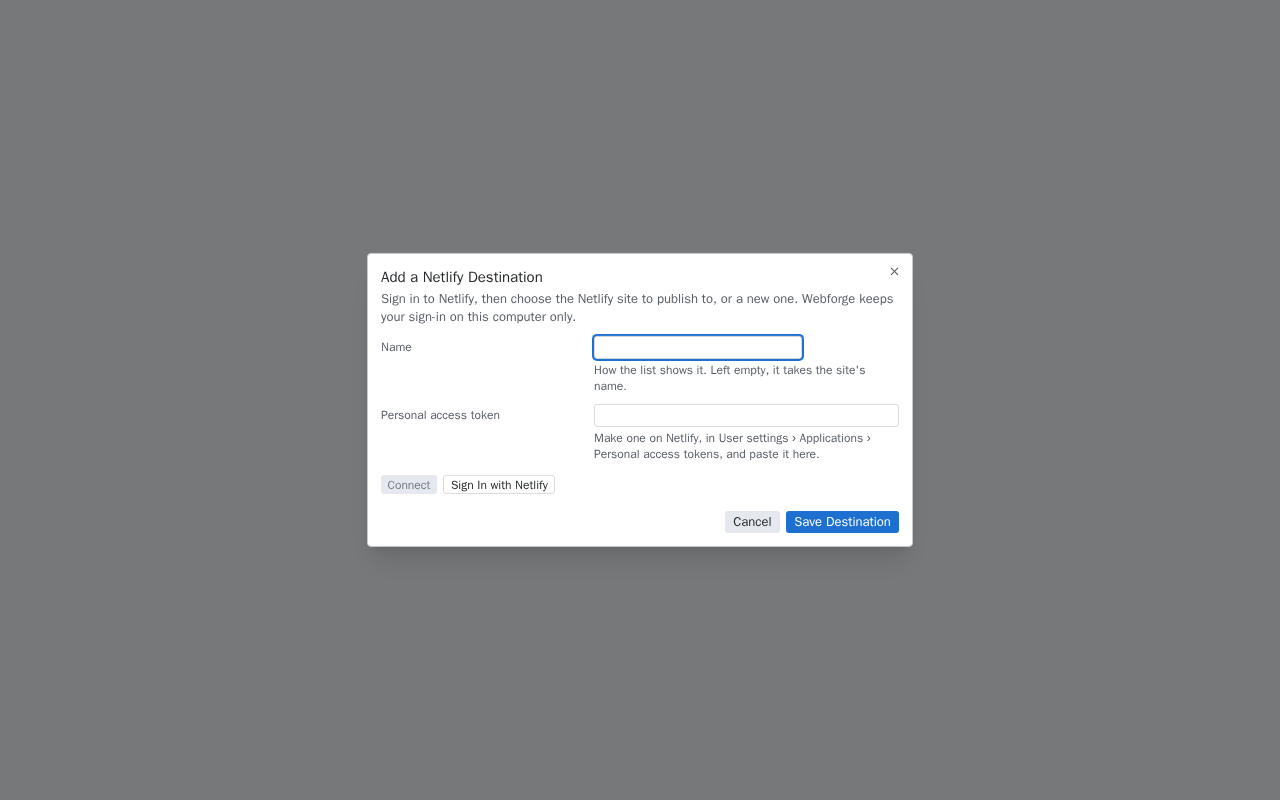 Add a Netlify Destination
Sign in to Netlify, then choose the Netlify site to publish to, or a new one. Webforge keeps
your sign-in on this computer only.
Name
How the list shows it. Left empty, it takes the site's
name.
Personal access token
Make one on Netlify, in User settings › Applications ›
Personal access tokens, and paste it here.
Connect
Sign In with Netlify
Cancel
Save Destination